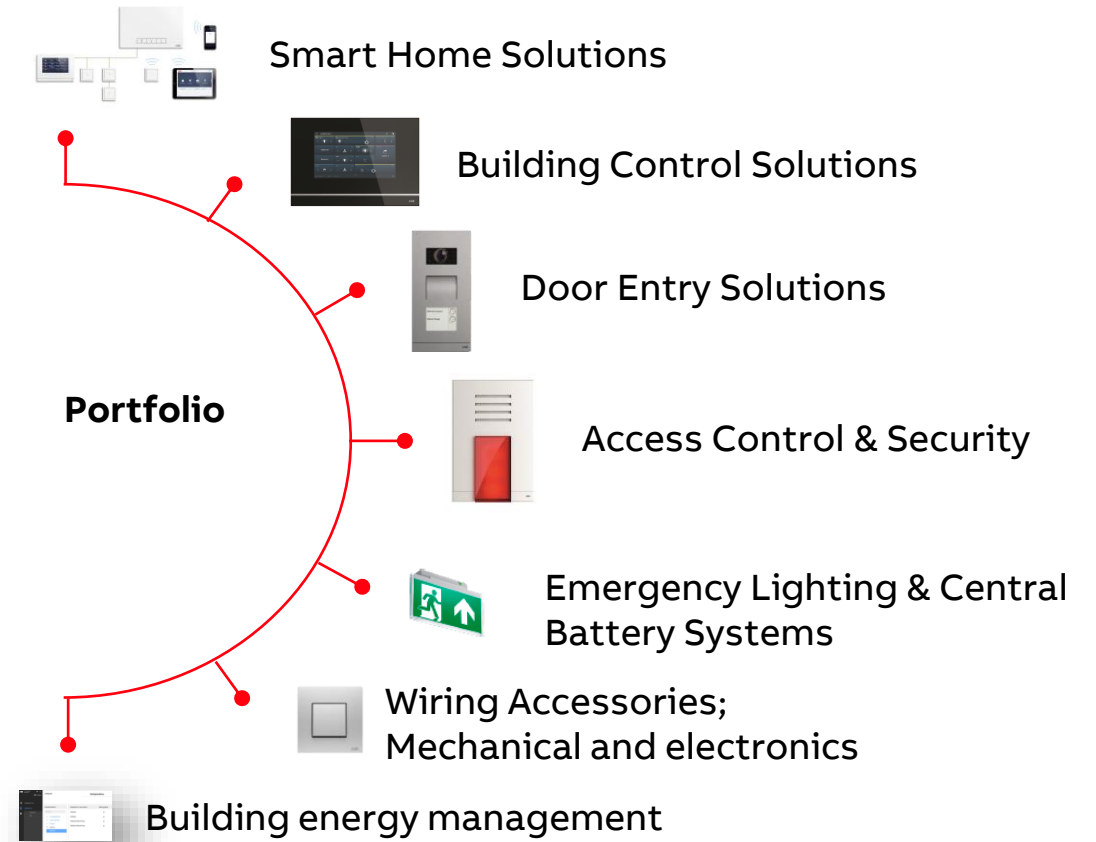 Smart Home Solutions
Building Control Solutions
Door Entry Solutions
Portfolio
Access Control & Security
Emergency Lighting & Central
Battery Systems
Wiring Accessories;
Mechanical and electronics
Building energy management